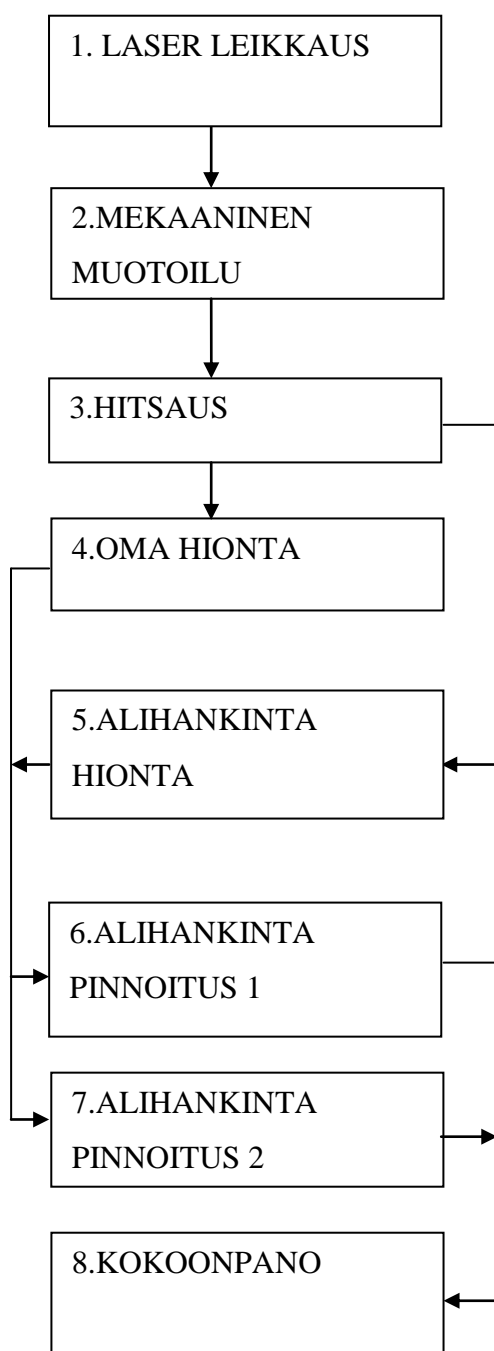 1. LASER LEIKKAUS
2.MEKAANINEN
MUOTOILU
3.HITSAUS
4.OMA HIONTA
5.ALIHANKINTA
HIONTA
6.ALIHANKINTA
PINNOITUS 1
7.ALIHANKINTA
PINNOITUS 2
8.KOKOONPANO